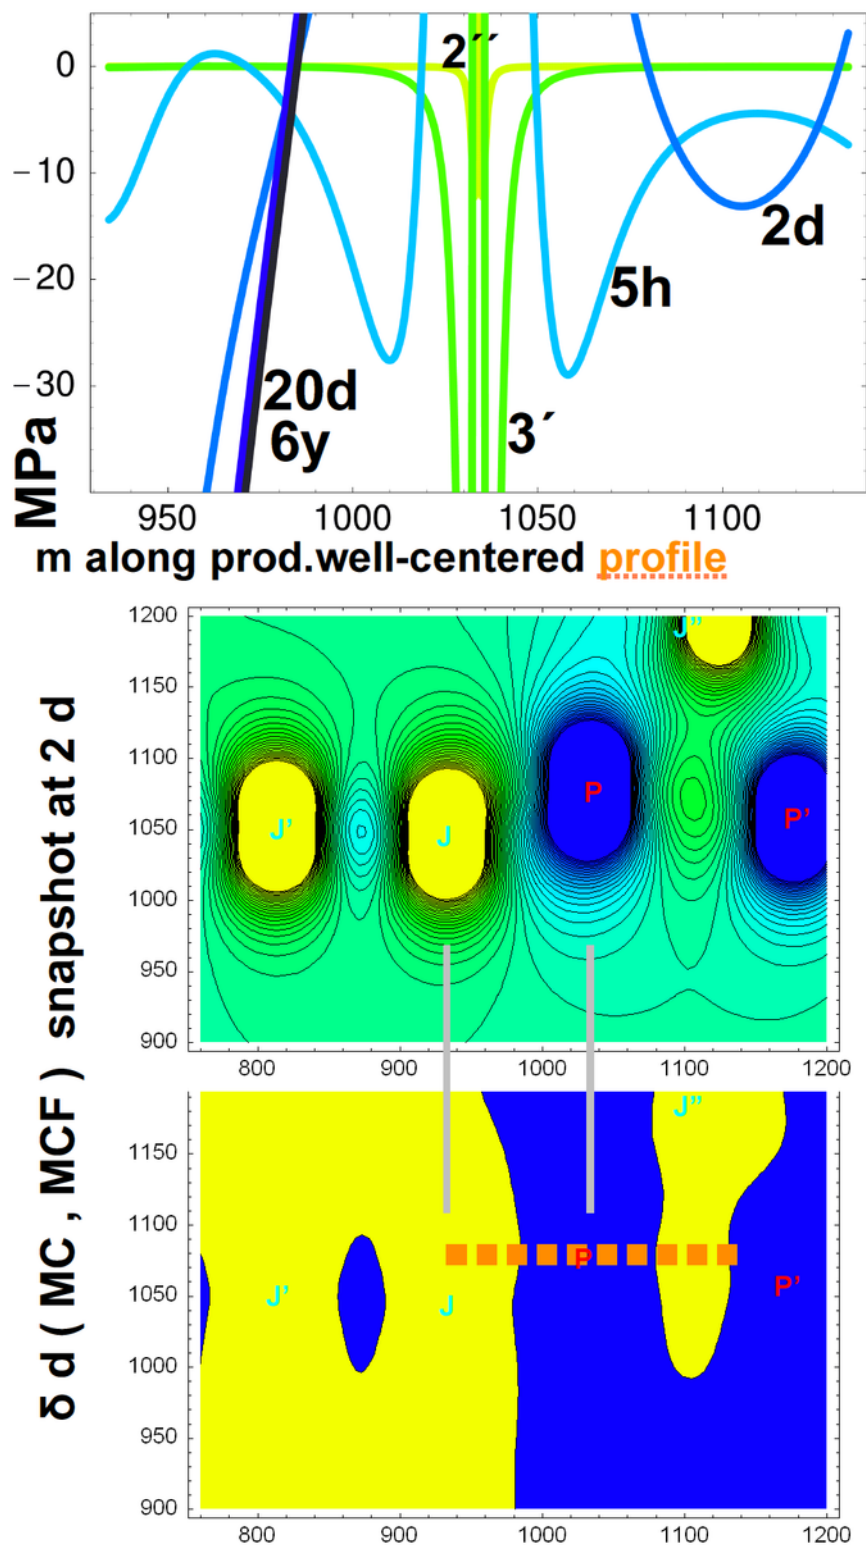 2´´
0
−10
−20
−30
MPa
2d
5h
20d
6y
3´
950 1000 1050 1100
m along prod.well-centered profile
δ d ( MC , MCF ) snapshot at 2 d
1200
1150
1100
1050
1000
950
900
J''
J'
J
P
P'
800 900 1000 1100 1200
1150
1100
1050
1000
950
900
J''
P
J'
J
P'
800 900 1000 1100 1200